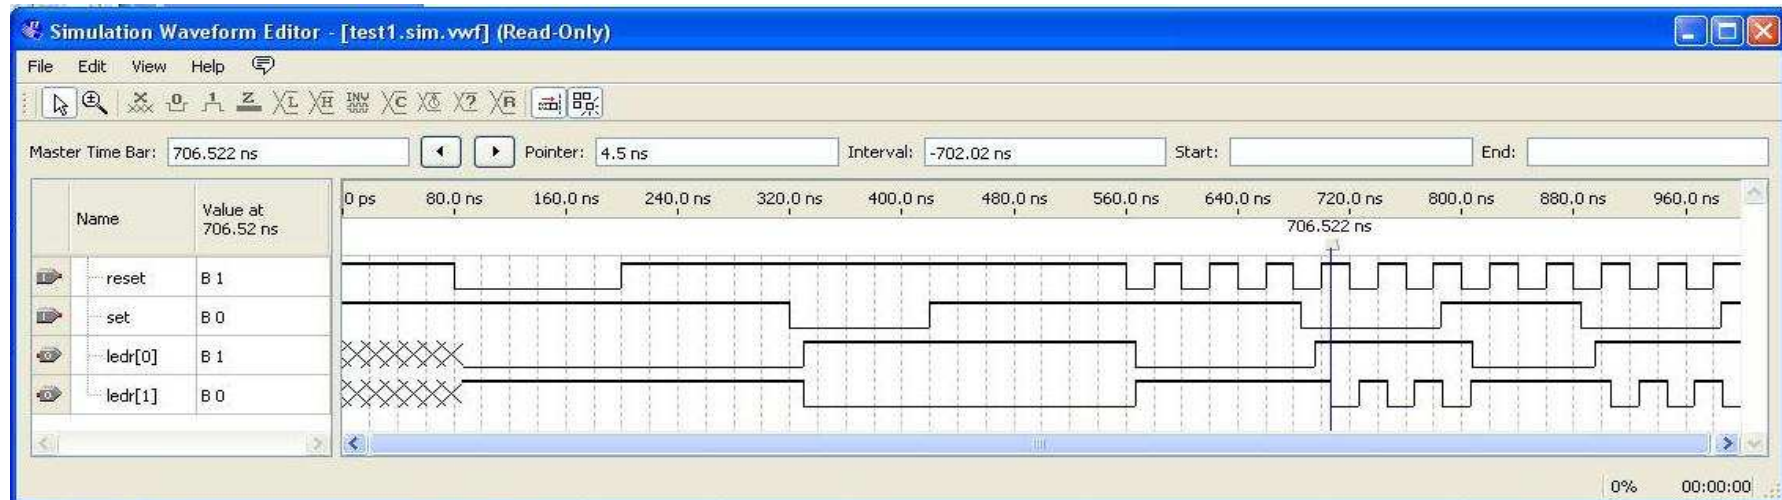 Simulation Waveform Editor - [test1.sim.vwf] (Read-Only)
File Edit View Help
Master Time Bar: 706.522 ns Pointer: 4.5 ns Interval: -702.02 ns Start: End:
Name Value at 706.52 ns
0 ps 80.0 ns 160.0 ns 240.0 ns 320.0 ns 400.0 ns 480.0 ns 560.0 ns 640.0 ns 720.0 ns 800.0 ns 880.0 ns 960.0 ns
706.522 ns
reset B 1
set B 0
ledr[0] B 1
ledr[1] B 0
0% 00:00:00